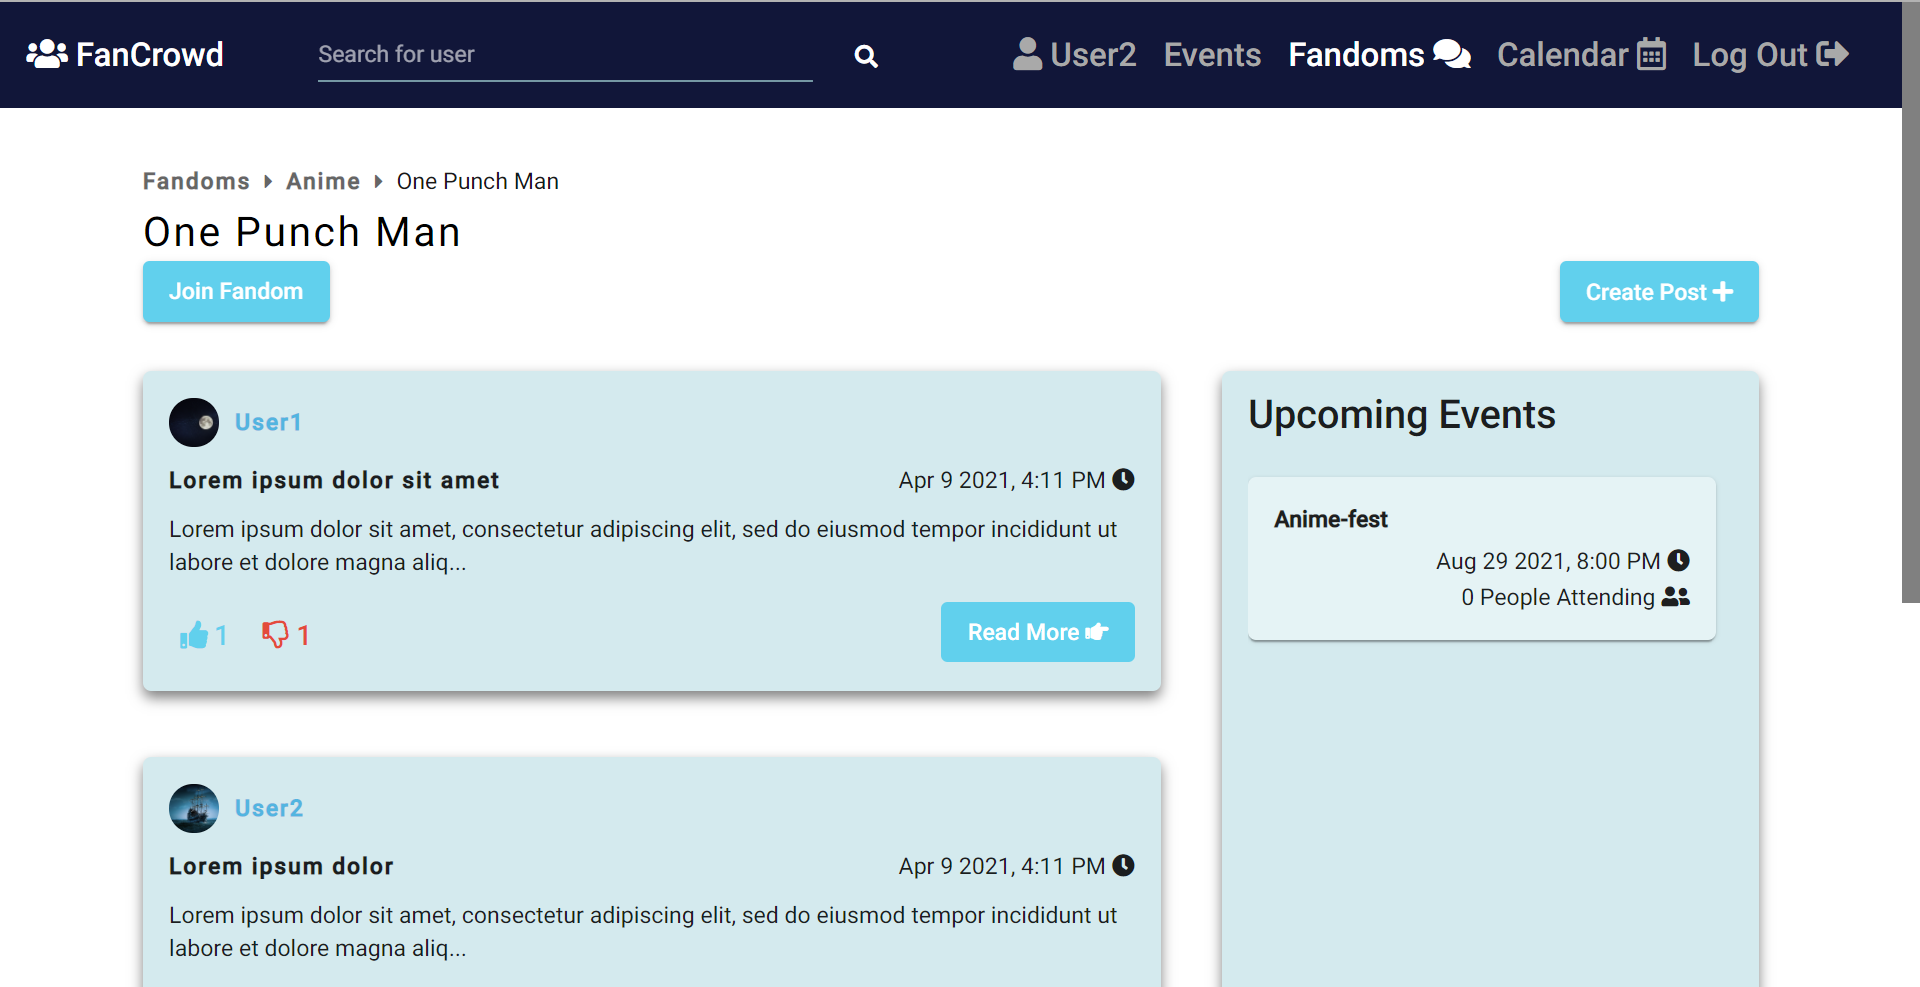 FanCrowd
Search for user
User2 Events Fandoms Calendar Log Out
Fandoms Anime One Punch Man
One Punch Man
Join Fandom
Create Post
User1
Lorem ipsum dolor sit amet
Apr 9 2021, 4:11 PM
Lorem ipsum dolor sit amet, consectetur adipiscing elit, sed do eiusmod tempor incididunt ut
labore et dolore magna aliq...
1 1
Read More
User2
Lorem ipsum dolor
Apr 9 2021, 4:11 PM
Lorem ipsum dolor sit amet, consectetur adipiscing elit, sed do eiusmod tempor incididunt ut
labore et dolore magna aliq...
Upcoming Events
Anime-fest
Aug 29 2021, 8:00 PM
0 People Attending